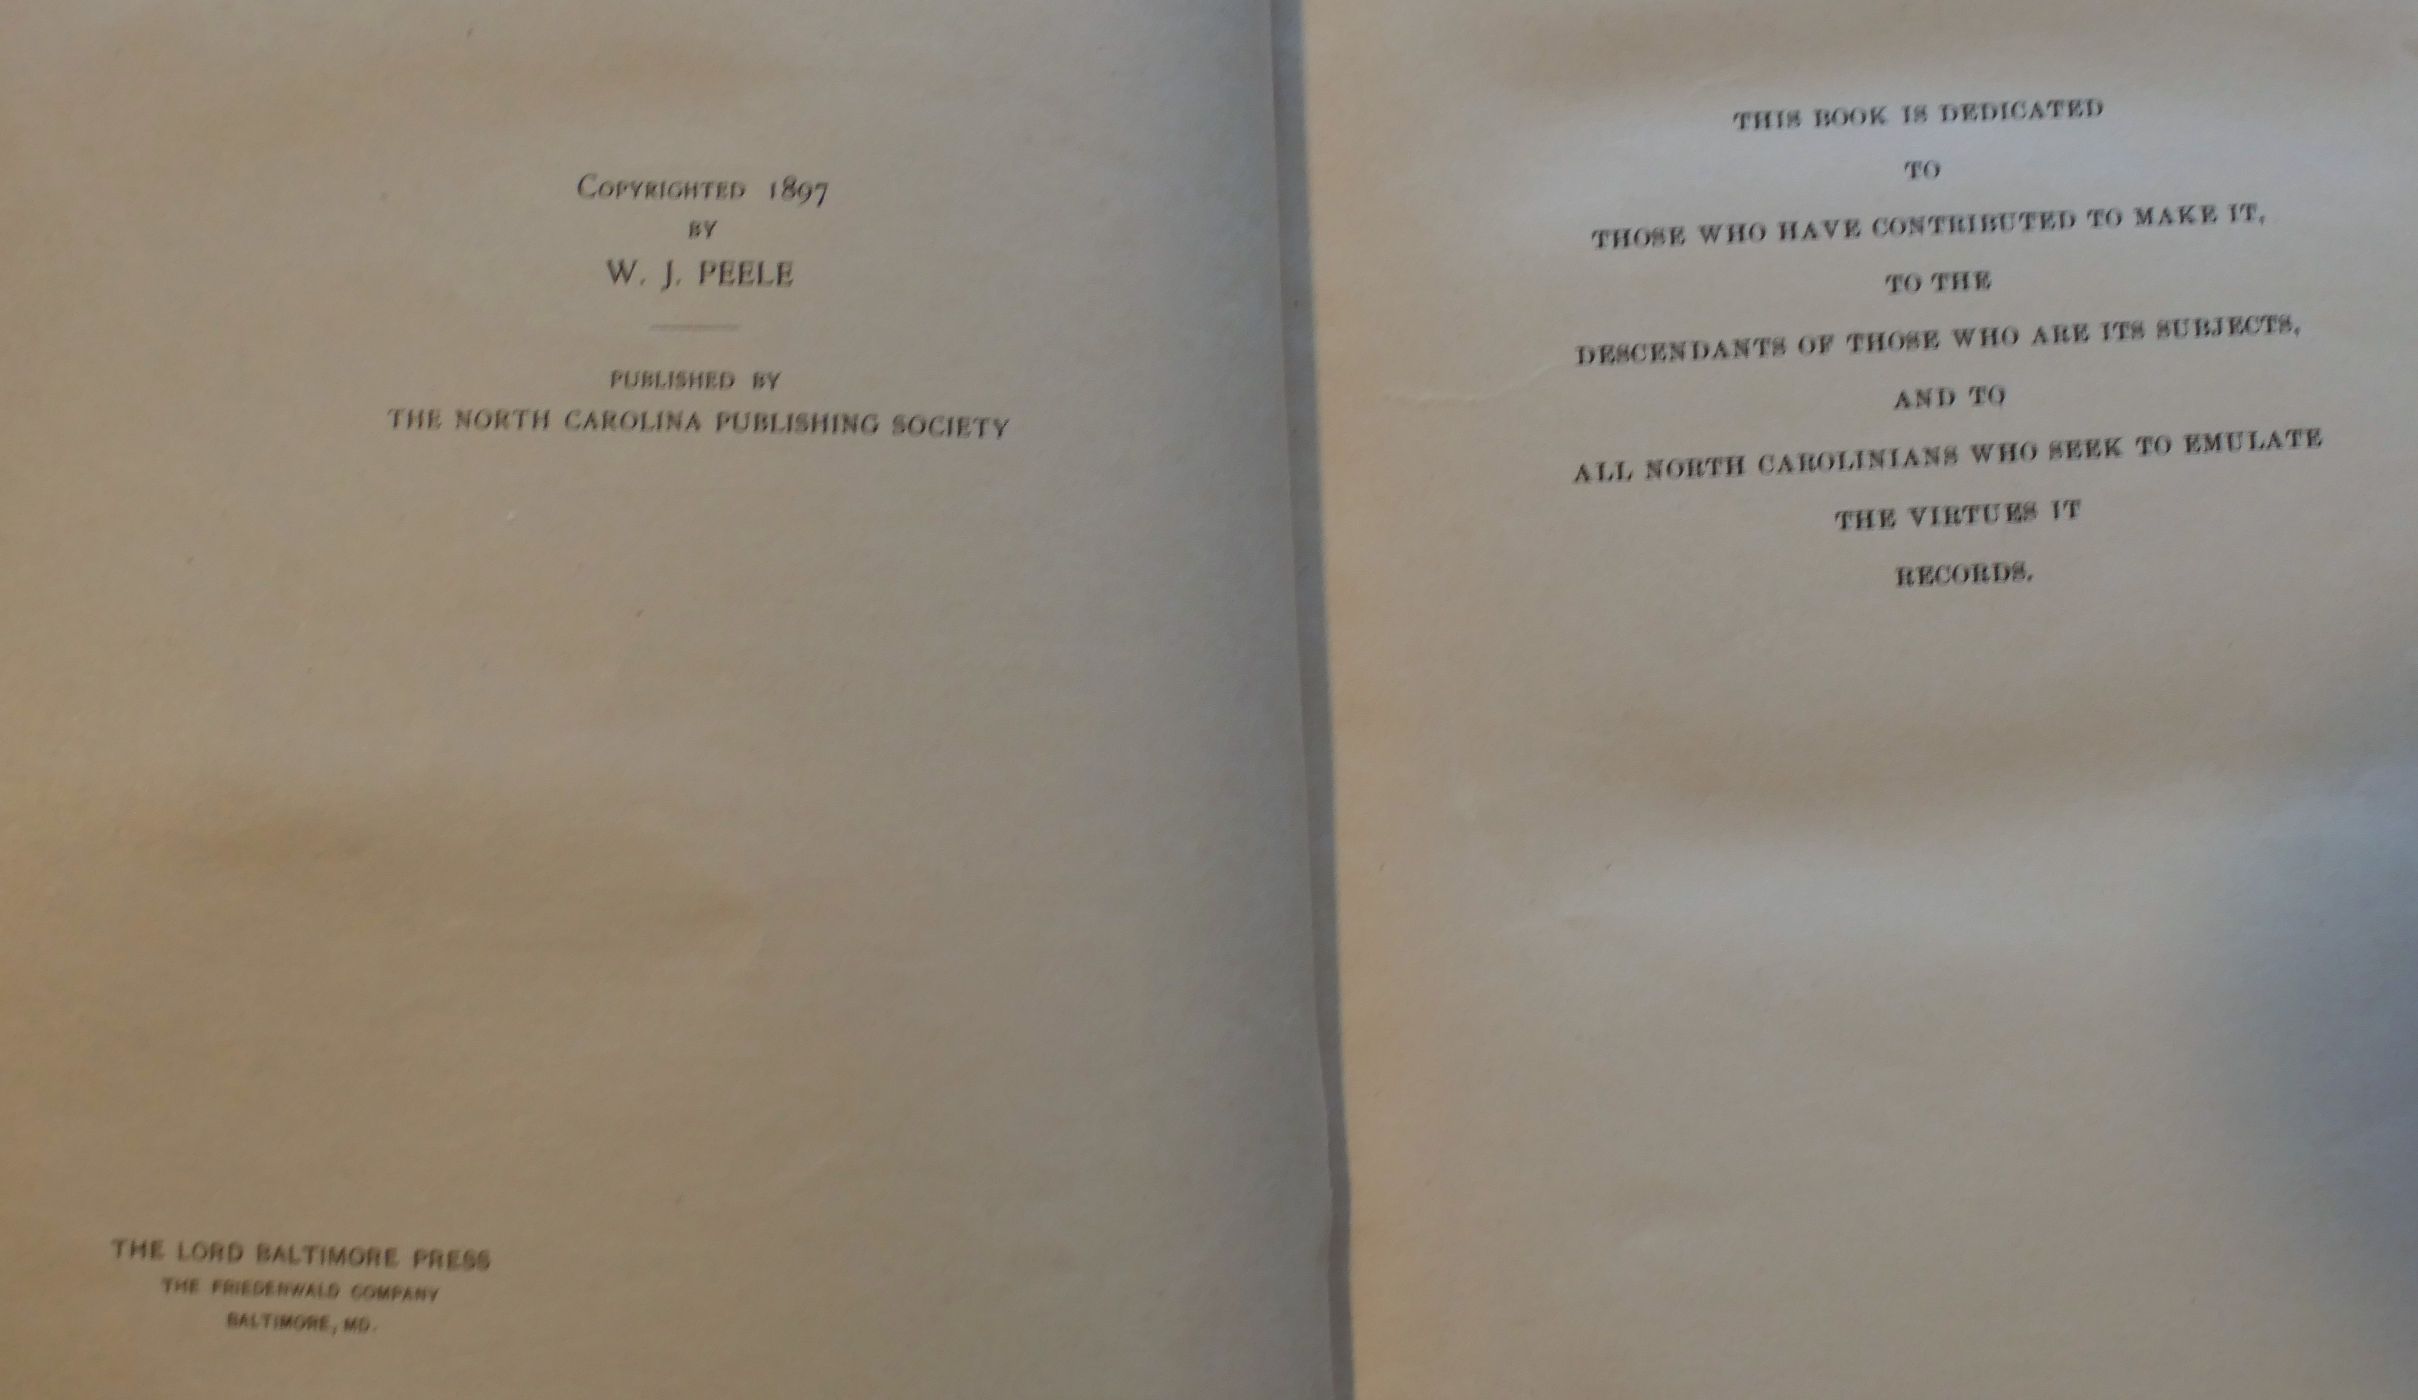 Copyrighted 1897
BY
W. J. PEELE
PUBLISHED BY
THE NORTH CAROLINA PUBLISHING SOCIETY
THE LORD BALTIMORE PRESS
THE FRIEDENWALD COMPANY
BALTIMORE, MD.
THIS BOOK IS DEDICATED
TO
THOSE WHO HAVE CONTRIBUTED TO MAKE IT,
TO THE
DESCENDANTS OF THOSE WHO ARE ITS SUBJECTS,
AND TO
ALL NORTH CAROLINIANS WHO SEEK TO EMULATE
THE VIRTUES IT
RECORDS.